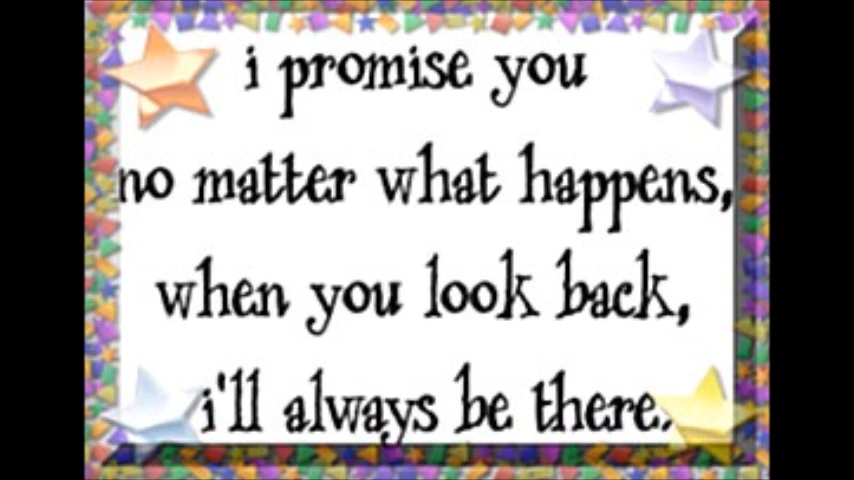 i promise you
no matter what happens,
when you look back,
i'll always be there.